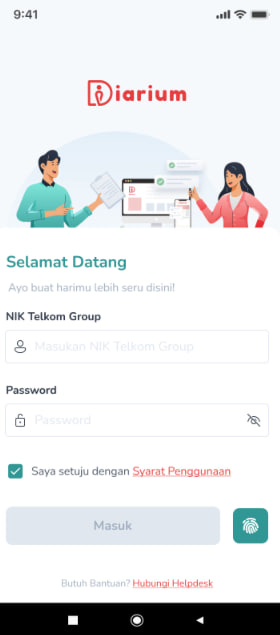 9:41
Diarium
Selamat Datang
Ayo buat harimu lebih seru disini!
NIK Telkom Group
Masukan NIK Telkom Group
Password
Password
Saya setuju dengan Syarat Penggunaan
Masuk
Butuh Bantuan? Hubungi Helpdesk